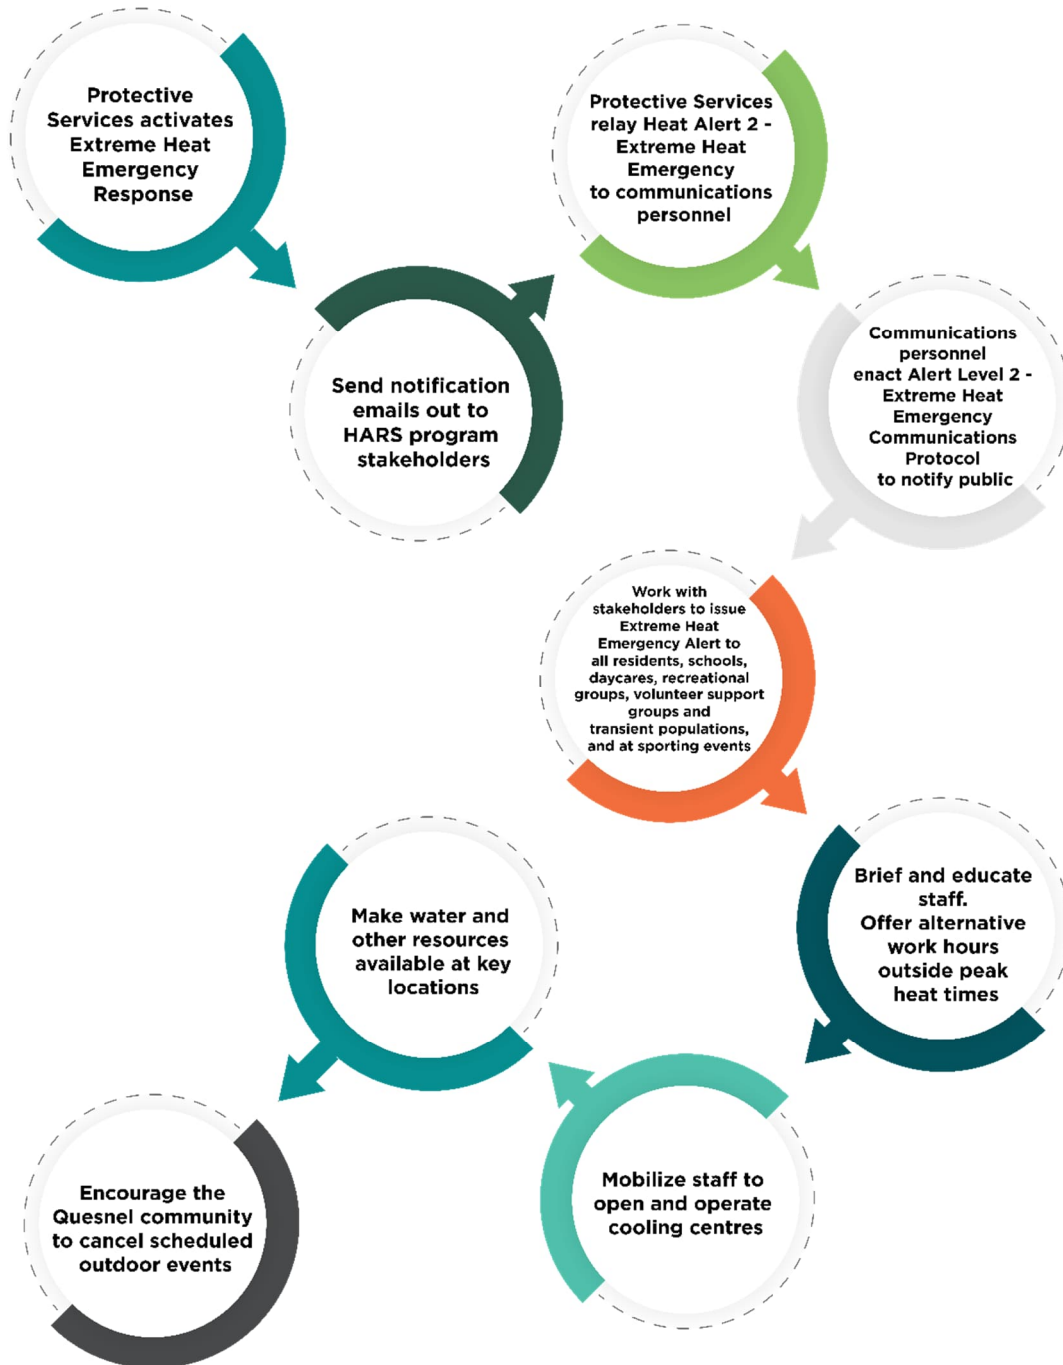 Protective
Services activates
Extreme Heat
Emergency
Response
Send notification
emails out to
HARS program
stakeholders
Protective Services
relay Heat Alert 2 -
Extreme Heat
Emergency
to communications
personnel
Communications
personnel
enact Alert Level 2 -
Extreme Heat
Emergency
Communications
Protocol
to notify public
Work with
stakeholders to issue
Extreme Heat
Emergency Alert to
all residents, schools,
daycares, recreational
groups, volunteer support
groups and
transient populations,
and at sporting events
Brief and educate
staff.
Offer alternative
work hours
outside peak
heat times
Mobilize staff to
open and operate
cooling centres
Make water and
other resources
available at key
locations
Encourage the
Quesnel community
to cancel scheduled
outdoor events